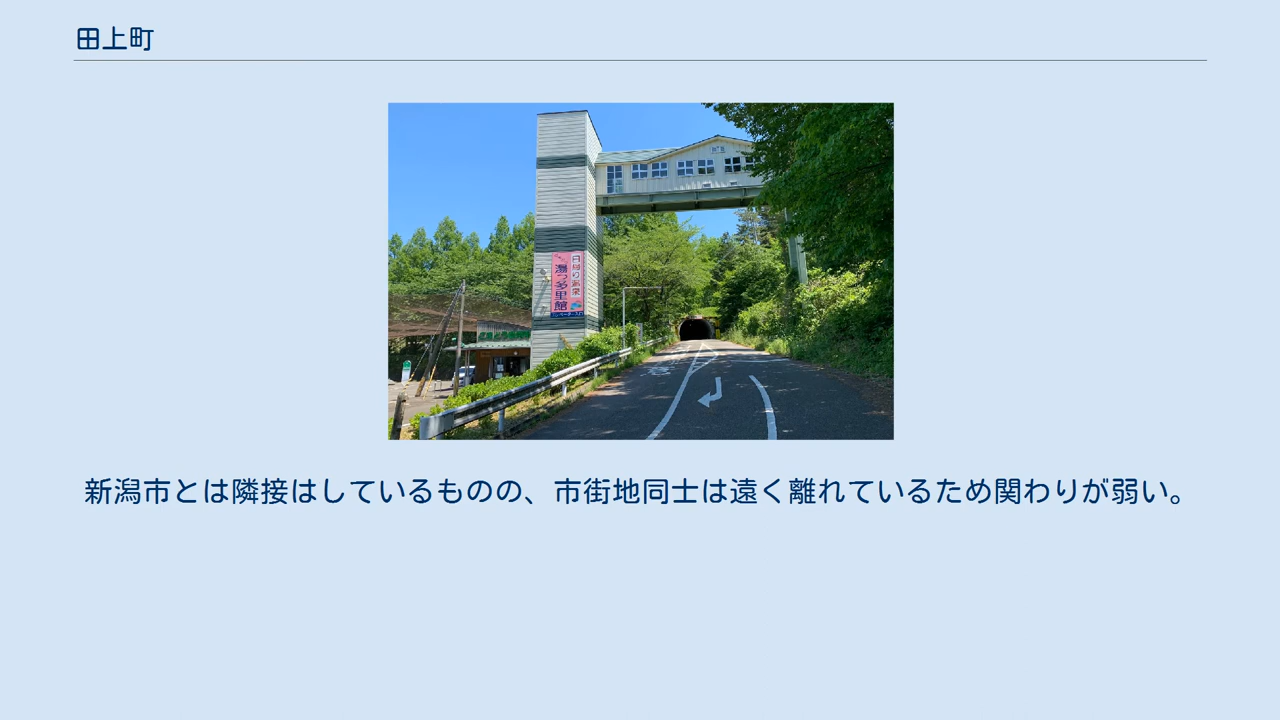 田上町
日帰り温泉
湯っ多里館
新潟市とは隣接はしているものの、市街地同士は遠く離れているため関わりが弱い。